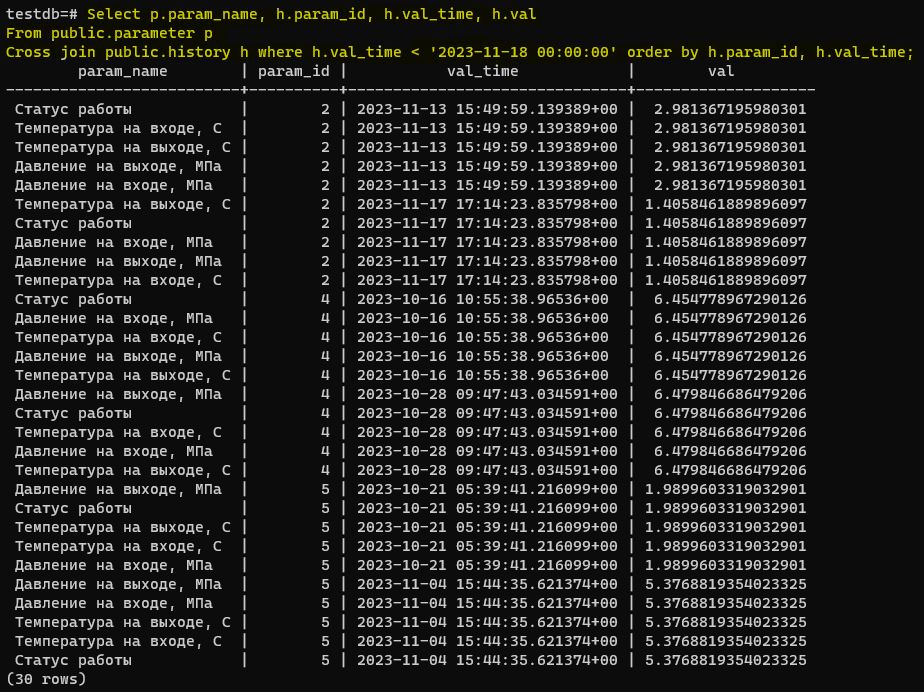 testdb=# Select p.param_name, h.param_id, h.val_time, h.val
From public.parameter p
Cross join public.history h where h.val_time < '2023-11-18 00:00:00' order by h.param_id, h.val_time;
        param_name        | param_id |           val_time            |        val
--------------------------+----------+-------------------------------+--------------------
 Статус работы            |        2 | 2023-11-13 15:49:59.139389+00 |  2.981367195980301
 Температура на входе, С  |        2 | 2023-11-13 15:49:59.139389+00 |  2.981367195980301
 Температура на выходе, С |        2 | 2023-11-13 15:49:59.139389+00 |  2.981367195980301
 Давление на выходе, МПа  |        2 | 2023-11-13 15:49:59.139389+00 |  2.981367195980301
 Давление на входе, МПа   |        2 | 2023-11-13 15:49:59.139389+00 |  2.981367195980301
 Температура на выходе, С |        2 | 2023-11-17 17:14:23.835798+00 | 1.4058461889896097
 Статус работы            |        2 | 2023-11-17 17:14:23.835798+00 | 1.4058461889896097
 Давление на входе, МПа   |        2 | 2023-11-17 17:14:23.835798+00 | 1.4058461889896097
 Давление на выходе, МПа  |        2 | 2023-11-17 17:14:23.835798+00 | 1.4058461889896097
 Температура на входе, С  |        2 | 2023-11-17 17:14:23.835798+00 | 1.4058461889896097
 Статус работы            |        4 | 2023-10-16 10:55:38.96536+00  |  6.454778967290126
 Давление на входе, МПа   |        4 | 2023-10-16 10:55:38.96536+00  |  6.454778967290126
 Температура на входе, С  |        4 | 2023-10-16 10:55:38.96536+00  |  6.454778967290126
 Давление на выходе, МПа  |        4 | 2023-10-16 10:55:38.96536+00  |  6.454778967290126
 Температура на выходе, С |        4 | 2023-10-16 10:55:38.96536+00  |  6.454778967290126
 Давление на выходе, МПа  |        4 | 2023-10-28 09:47:43.034591+00 |  6.479846686479206
 Статус работы            |        4 | 2023-10-28 09:47:43.034591+00 |  6.479846686479206
 Температура на входе, С  |        4 | 2023-10-28 09:47:43.034591+00 |  6.479846686479206
 Давление на входе, МПа   |        4 | 2023-10-28 09:47:43.034591+00 |  6.479846686479206
 Температура на выходе, С |        4 | 2023-10-28 09:47:43.034591+00 |  6.479846686479206
 Давление на выходе, МПа  |        5 | 2023-10-21 05:39:41.216099+00 | 1.9899603319032901
 Статус работы            |        5 | 2023-10-21 05:39:41.216099+00 | 1.9899603319032901
 Температура на выходе, С |        5 | 2023-10-21 05:39:41.216099+00 | 1.9899603319032901
 Температура на входе, С  |        5 | 2023-10-21 05:39:41.216099+00 | 1.9899603319032901
 Давление на входе, МПа   |        5 | 2023-10-21 05:39:41.216099+00 | 1.9899603319032901
 Давление на выходе, МПа  |        5 | 2023-11-04 15:44:35.621374+00 | 5.3768819354023325
 Давление на входе, МПа   |        5 | 2023-11-04 15:44:35.621374+00 | 5.3768819354023325
 Температура на выходе, С |        5 | 2023-11-04 15:44:35.621374+00 | 5.3768819354023325
 Температура на входе, С  |        5 | 2023-11-04 15:44:35.621374+00 | 5.3768819354023325
 Статус работы            |        5 | 2023-11-04 15:44:35.621374+00 | 5.3768819354023325
(30 rows)